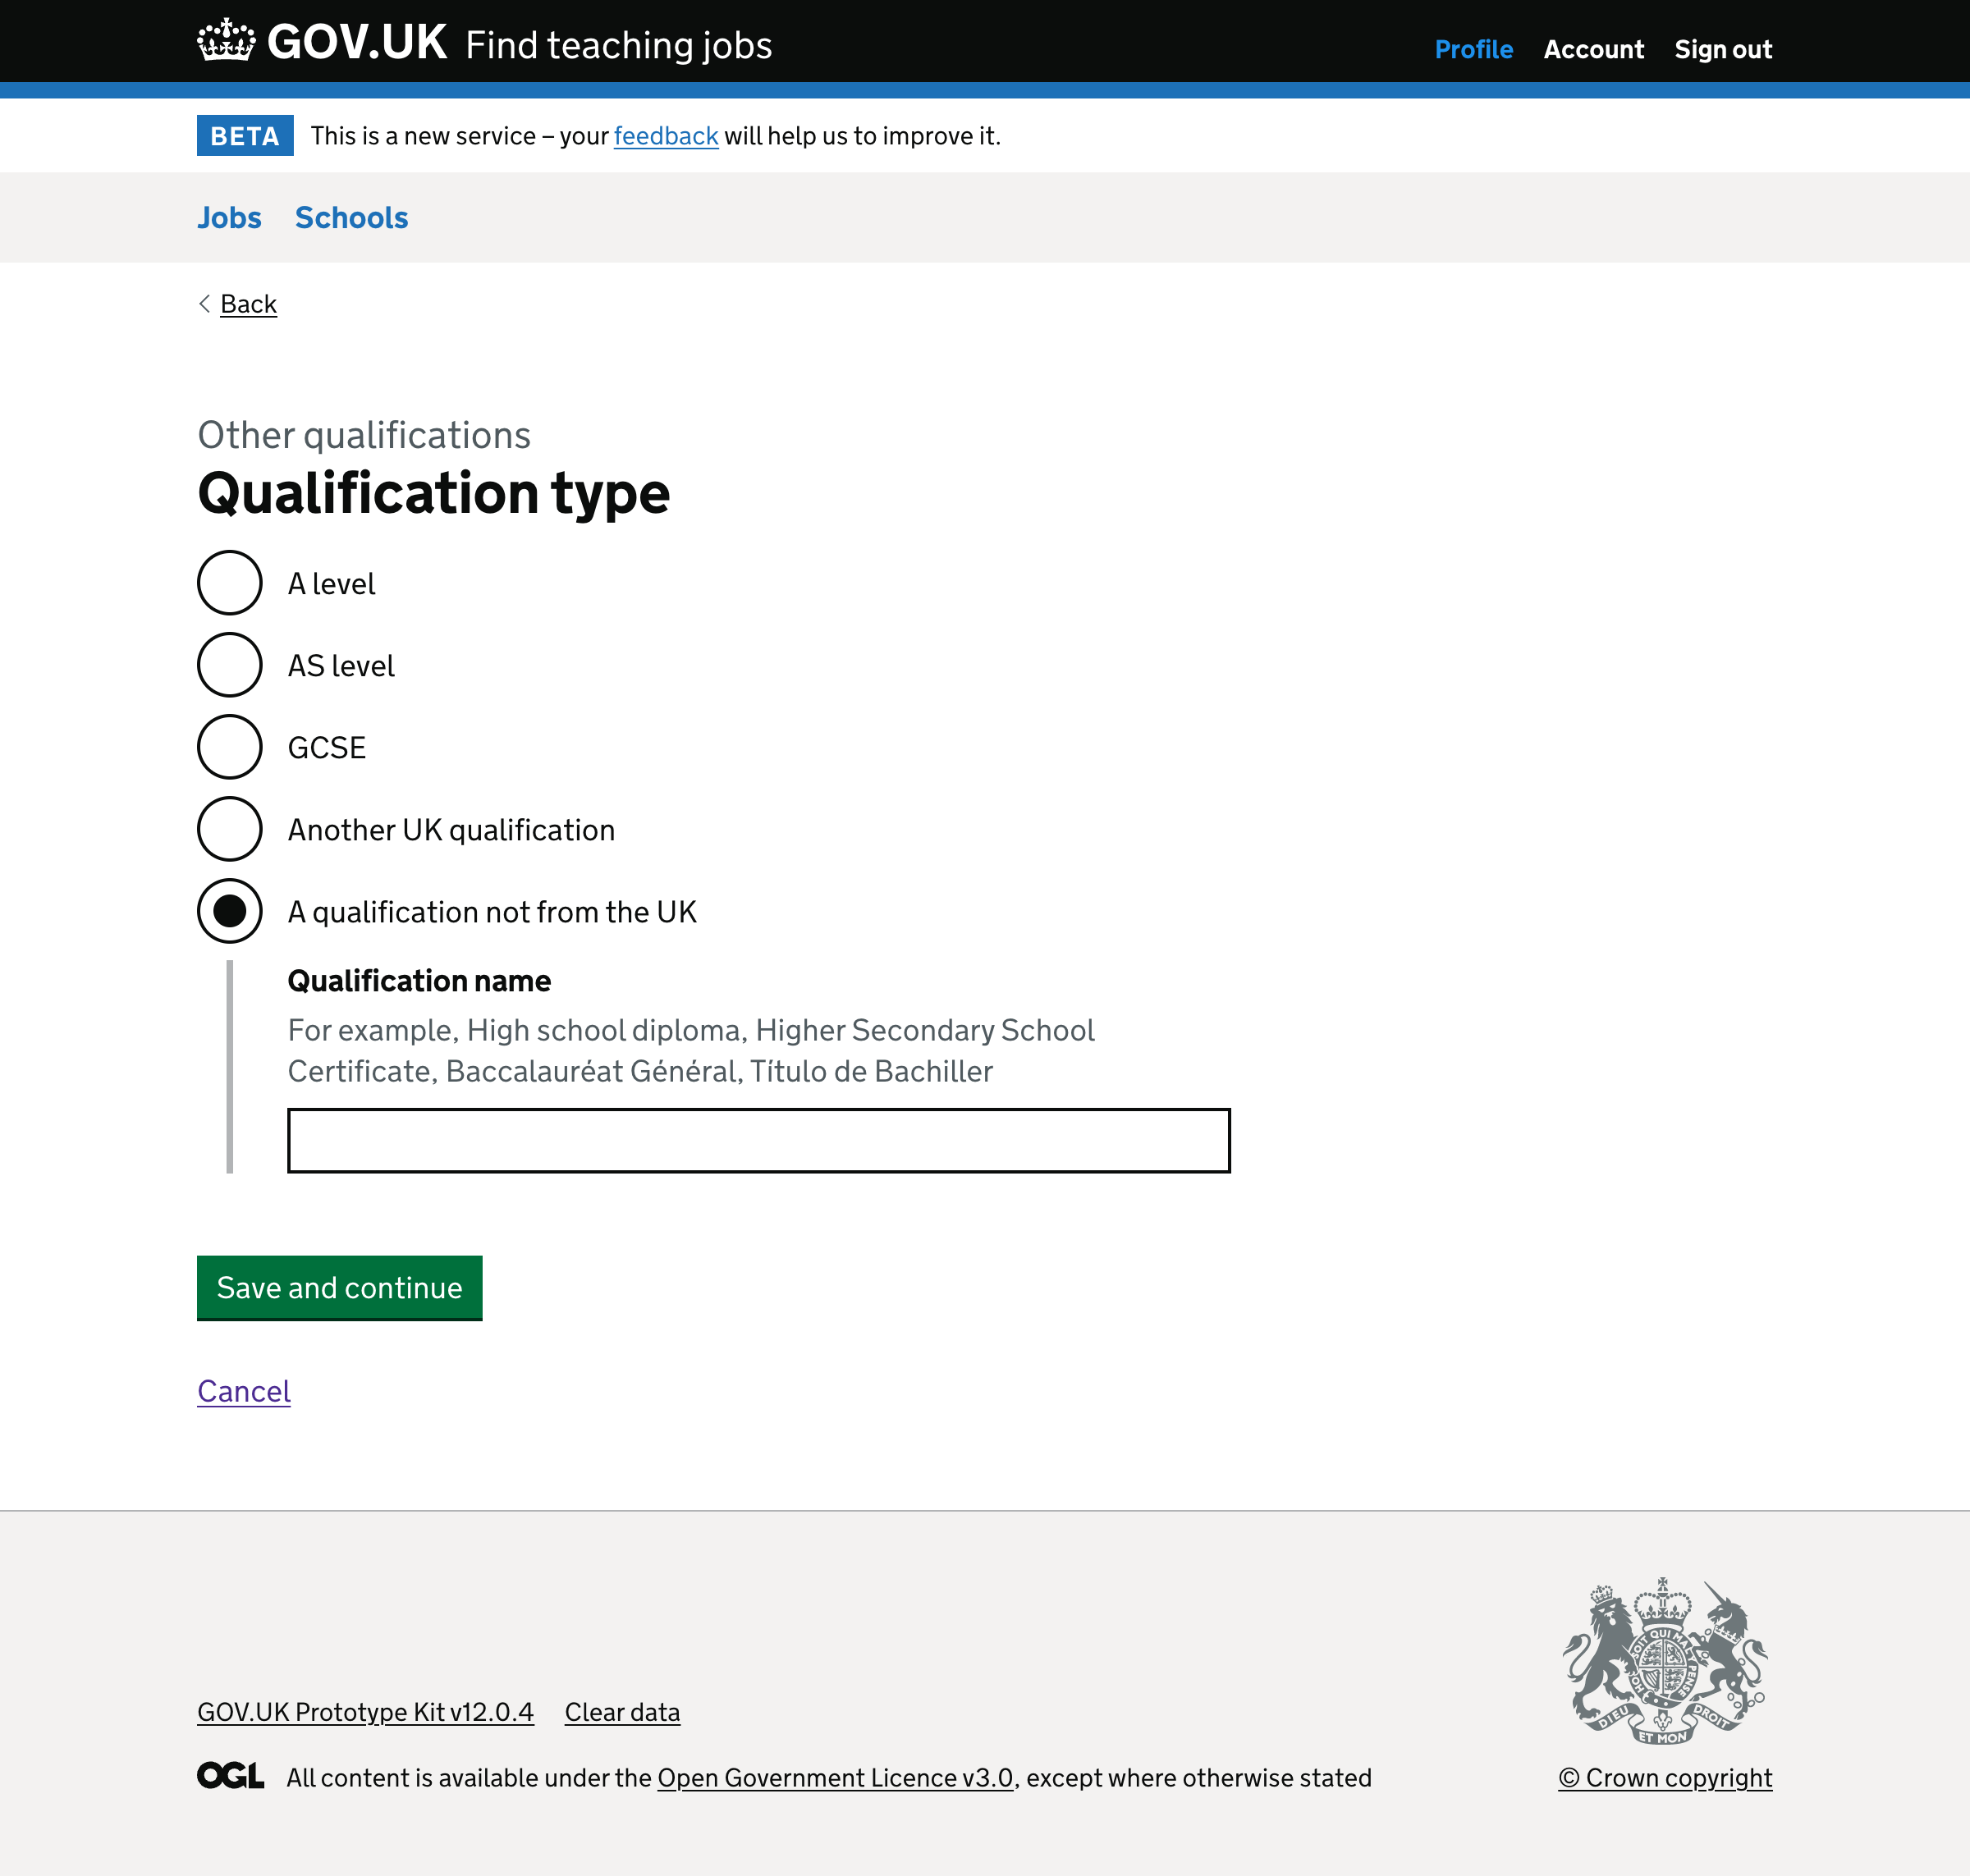 GOV.UK Find teaching jobs
Profile Account Sign out
BETA This is a new service – your feedback will help us to improve it.
Jobs Schools
Back
Other qualifications
Qualification type
A level
AS level
GCSE
Another UK qualification
A qualification not from the UK
Qualification name
For example, High school diploma, Higher Secondary School
Certificate, Baccalauréat Général, Título de Bachiller
Save and continue
Cancel
GOV.UK Prototype Kit v12.0.4 Clear data
DIEU ET MON DROIT
OGL All content is available under the Open Government Licence v3.0, except where otherwise stated
© Crown copyright